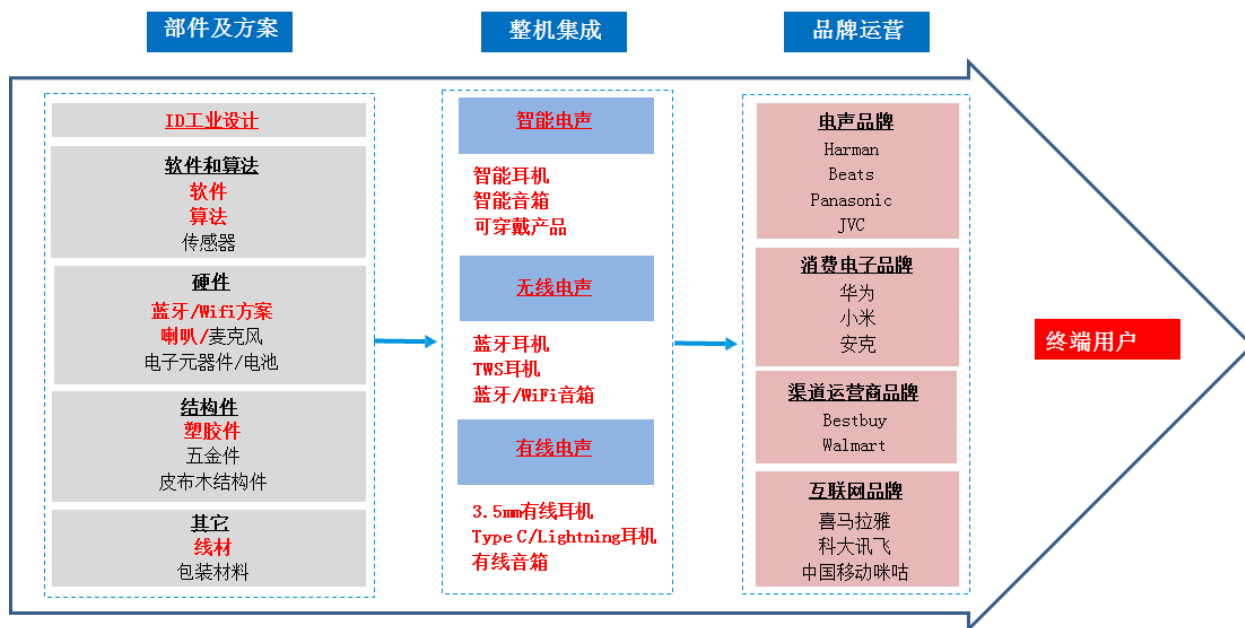 部件及方案
整机集成
品牌运营
ID工业设计
软件和算法
软件
算法
传感器
硬件
蓝牙/Wifi方案
喇叭/麦克风
电子元器件/电池
结构件
塑胶件
五金件
皮布木结构件
其它
线材
包装材料
智能电声
智能耳机
智能音箱
可穿戴产品
无线电声
蓝牙耳机
TWS耳机
蓝牙/WiFi音箱
有线电声
3.5mm有线耳机
Type C/Lightning耳机
有线音箱
电声品牌
Harman
Beats
Panasonic
JVC
消费电子品牌
华为
小米
安克
渠道运营商品牌
Bestbuy
Walmart
互联网品牌
喜马拉雅
科大讯飞
中国移动咪咕
终端用户